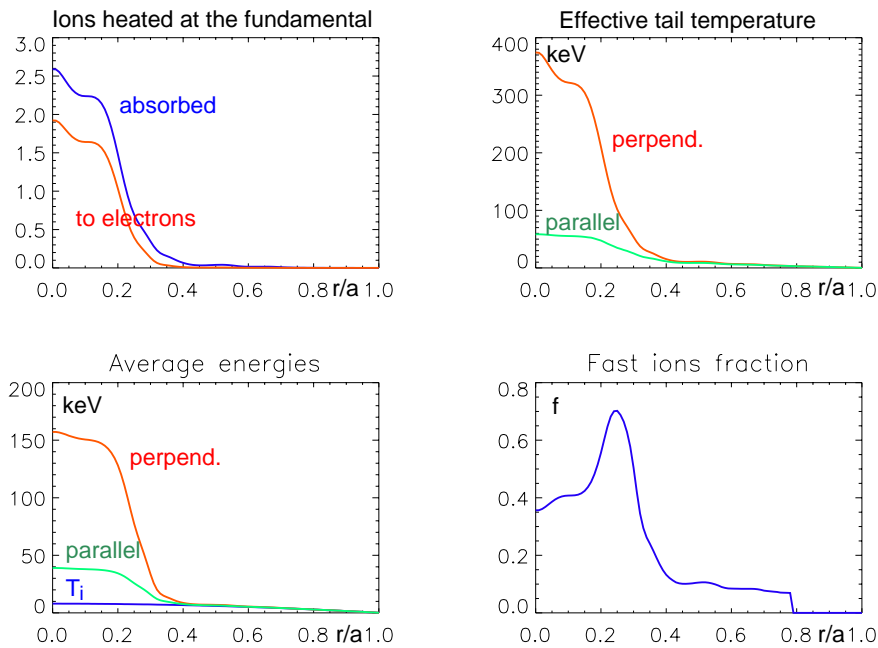 Ions heated at the fundamental
3.0
2.5
2.0
1.5
1.0
0.5
0.0
absorbed
to electrons
0.0 0.2 0.4 0.6 0.8 r/a 1.0
Effective tail temperature
400
300
200
100
0
keV
perpend.
parallel
0.0 0.2 0.4 0.6 0.8 r/a 1.0
Average energies
200
150
100
50
0
keV
perpend.
parallel
Ti
0.0 0.2 0.4 0.6 0.8 r/a 1.0
Fast ions fraction
0.8
0.6
0.4
0.2
0.0
f
0.0 0.2 0.4 0.6 0.8 r/a 1.0